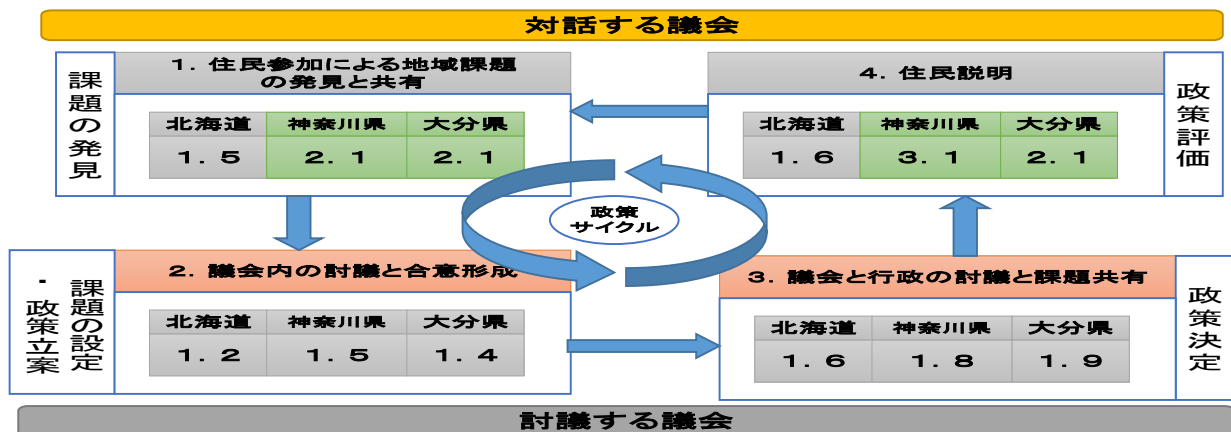 対話する議会
課題の発見
1. 住民参加による地域課題
の発見と共有
北海道 神奈川県 大分県
1.5 2.1 2.1
4. 住民説明
北海道 神奈川県 大分県
1.6 3.1 2.1
政策評価
政策
サイクル
課題の設定
・政策立案
2. 議会内の討議と合意形成
北海道 神奈川県 大分県
1.2 1.5 1.4
3. 議会と行政の討議と課題共有
北海道 神奈川県 大分県
1.6 1.8 1.9
政策決定
討議する議会